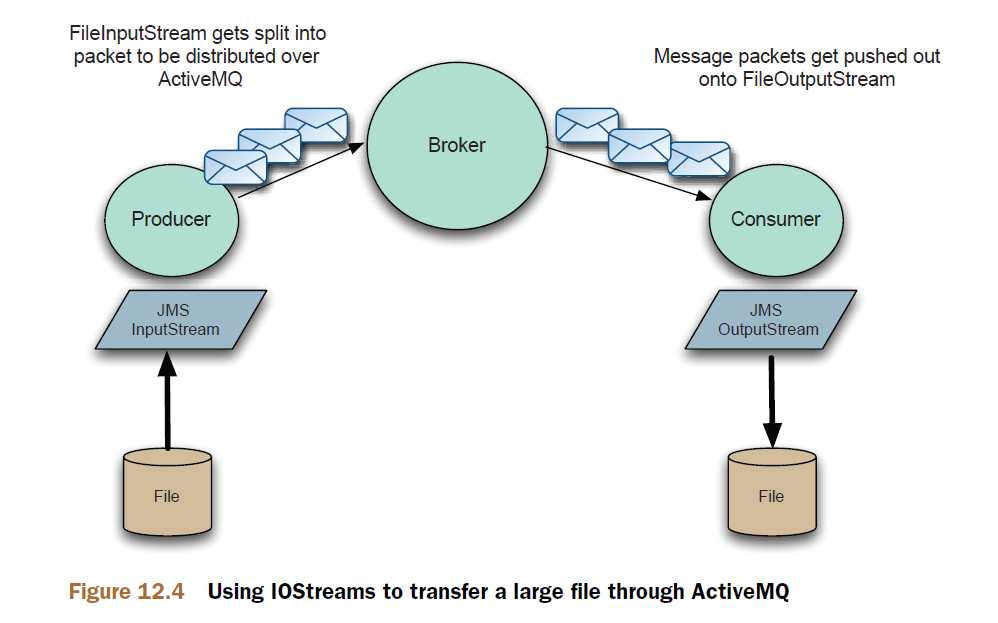 FileInputStream gets split into
packet to be distributed over
ActiveMQ
Message packets get pushed out
onto FileOutputStream
Broker
Producer
Consumer
JMS
InputStream
JMS
OutputStream
File
File
Figure 12.4 Using IOStreams to transfer a large file through ActiveMQ